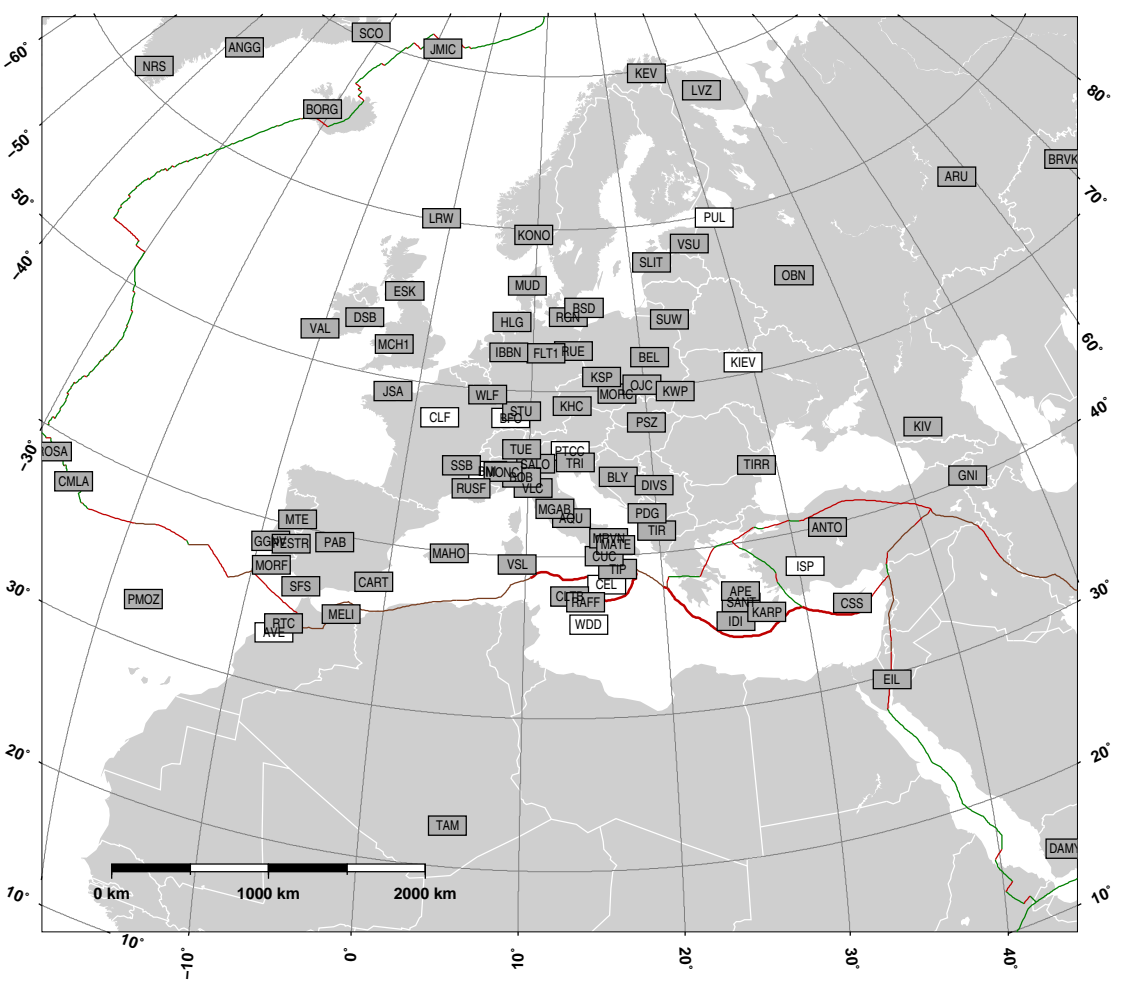 SCO
ANGG
JMIC
NRS
−60˚
KEV
LVZ
80˚
BORG
−50˚
BRVK
ARU
70˚
50˚
LRW
PUL
KONO
VSU
−40˚
SLIT
OBN
MUD
ESK
BSD
RGN
DSB
VAL
HLG
SUW
MCH1
60˚
IBBN
FLT1
RUE
BEL
KIEV
KSP
OJC
JSA
WLF
MORC
KWP
40˚
KHC
STU
CLF
BFO
PSZ
KIV
−30˚
ROSA
TUE
PTCC
SSB
SALO
TRI
TIRR
MONC
GNI
CMLA
ROB
BLY
RUSF
VLC
DIVS
MGAB
AQU
PDG
MTE
TIR
ANTO
PESTR
PAB
MRVN
MATE
MAHO
CUC
MORF
VSL
TIP
ISP
30˚
SFS
CART
CEL
APE
30˚
PMOZ
CLTB
RAFF
SANT
CSS
MELI
KARP
RTC
IDI
WDD
AVE
EIL
20˚
20˚
TAM
DAMY
0 km
1000 km
2000 km
10˚
10˚
10˚
−10˚
0˚
10˚
20˚
30˚
40˚